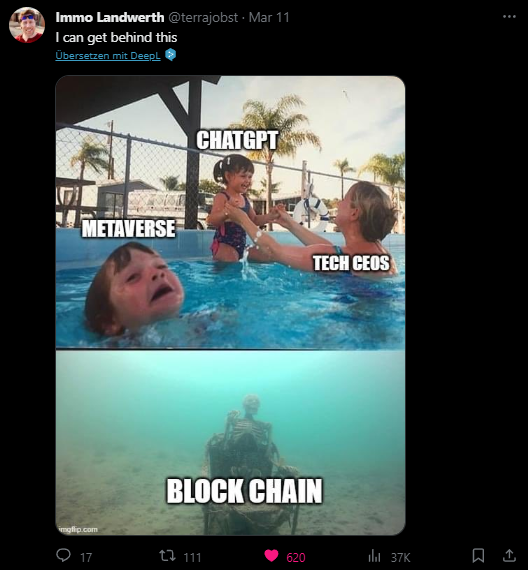 Immo Landwerth @terrajobst · Mar 11
I can get behind this
Übersetzen mit DeepL
CHATGPT
METAVERSE
TECH CEOS
BLOCK CHAIN
imgflip.com
17 111 620 37K